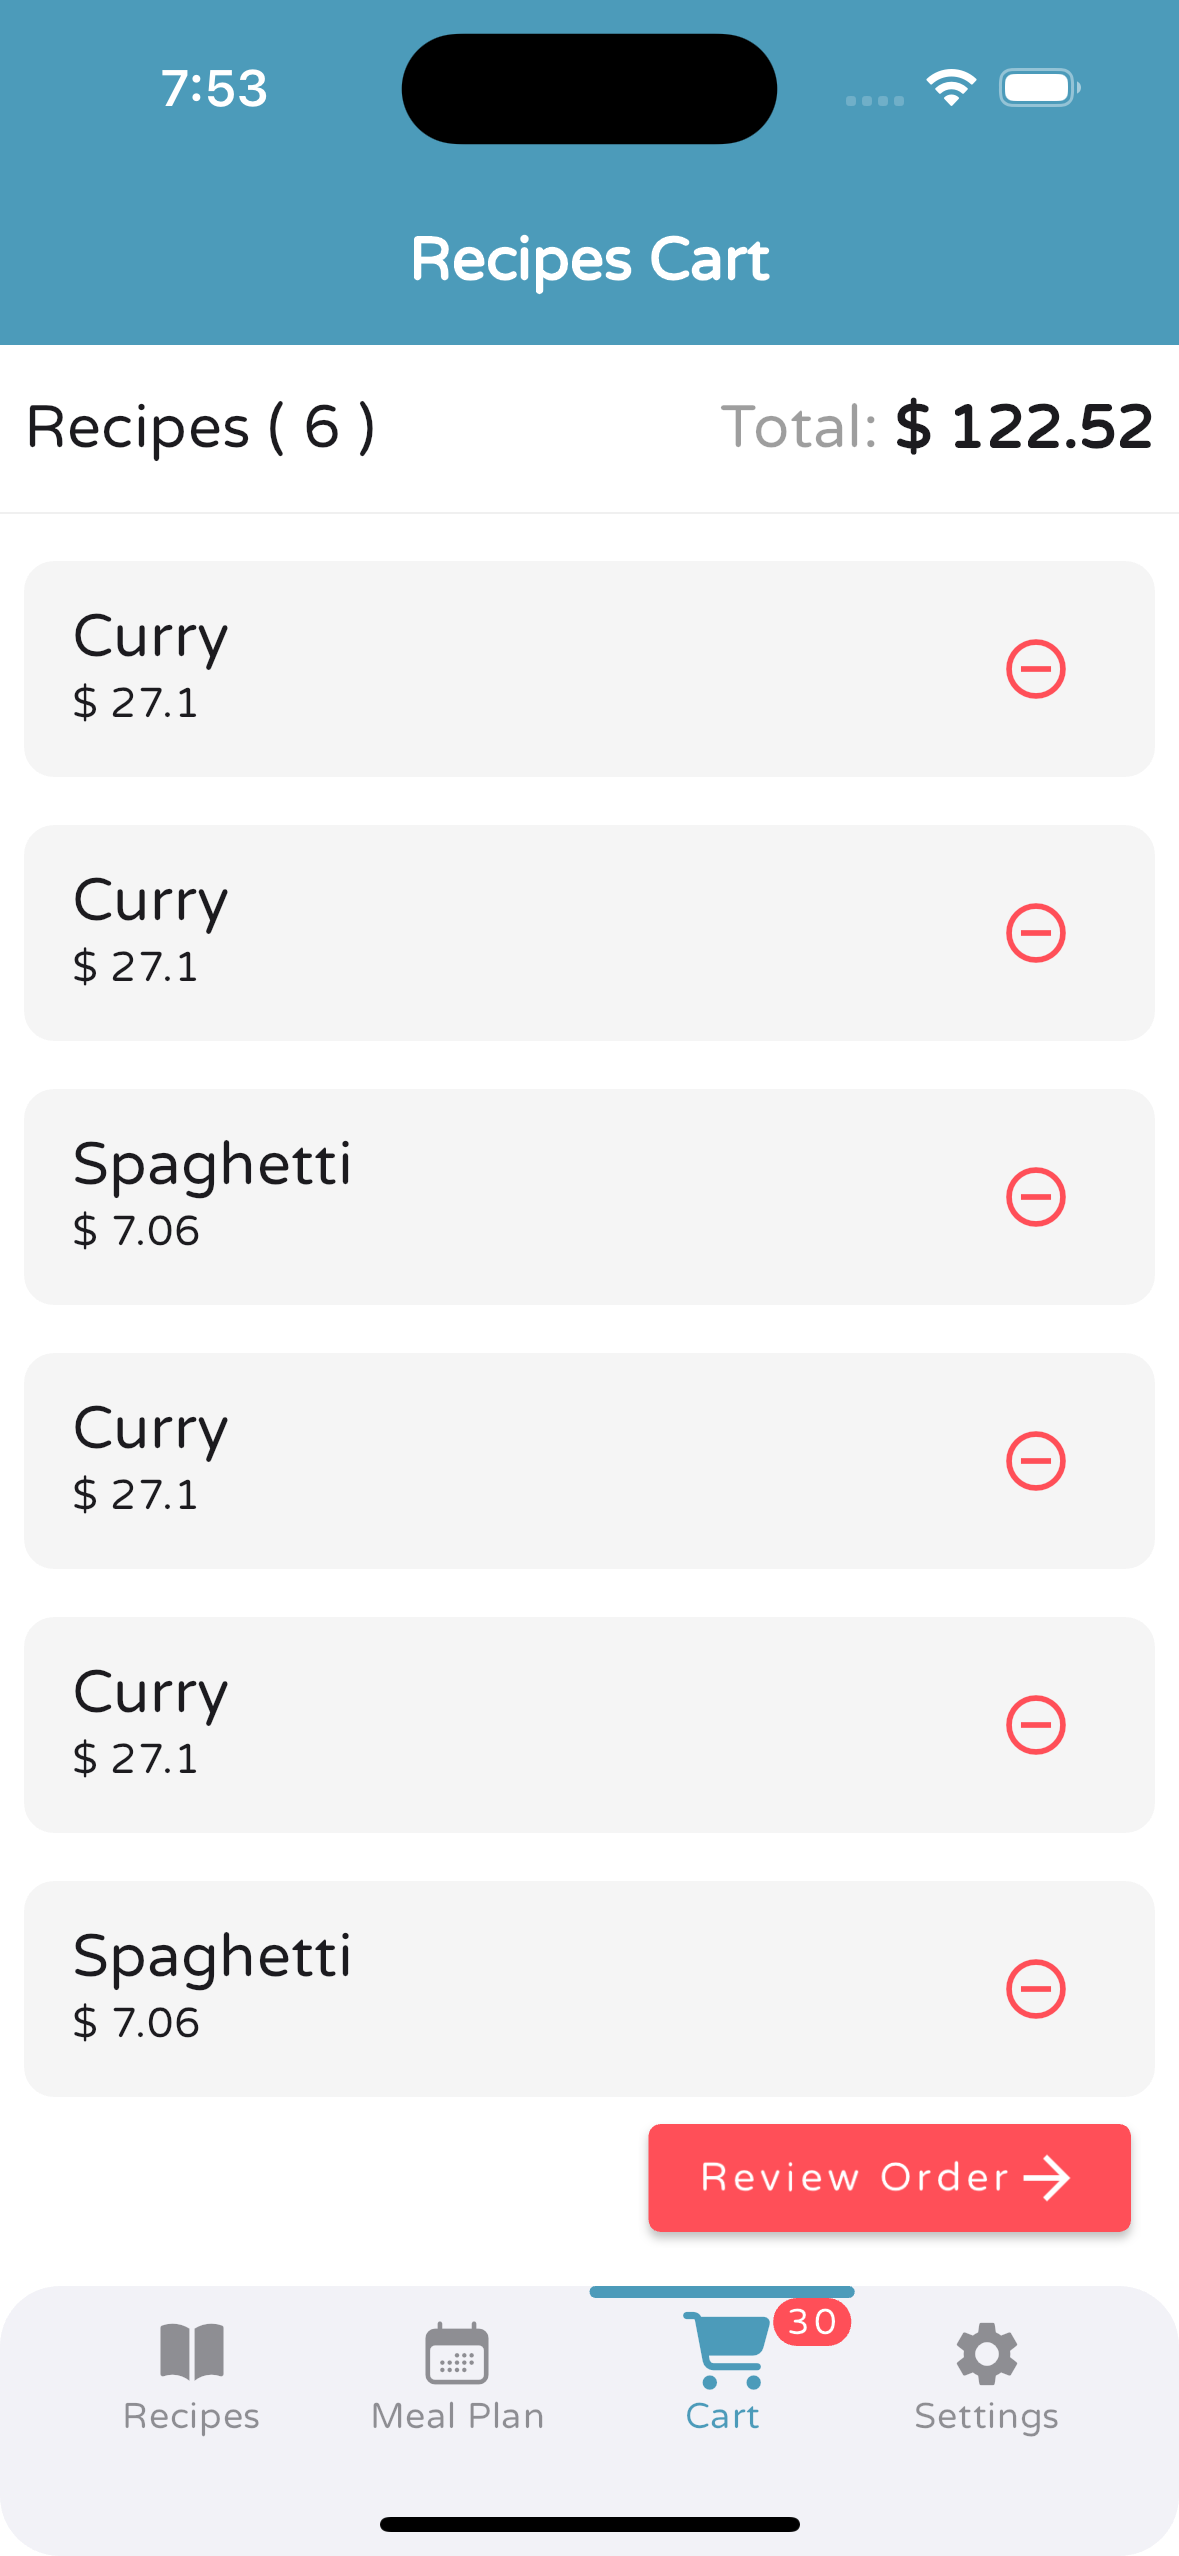 7:53
Recipes Cart
Recipes ( 6 ) Total: $ 122.52
Curry
$ 27.1
Curry
$ 27.1
Spaghetti
$ 7.06
Curry
$ 27.1
Curry
$ 27.1
Spaghetti
$ 7.06
Review Order
30
Recipes Meal Plan Cart Settings